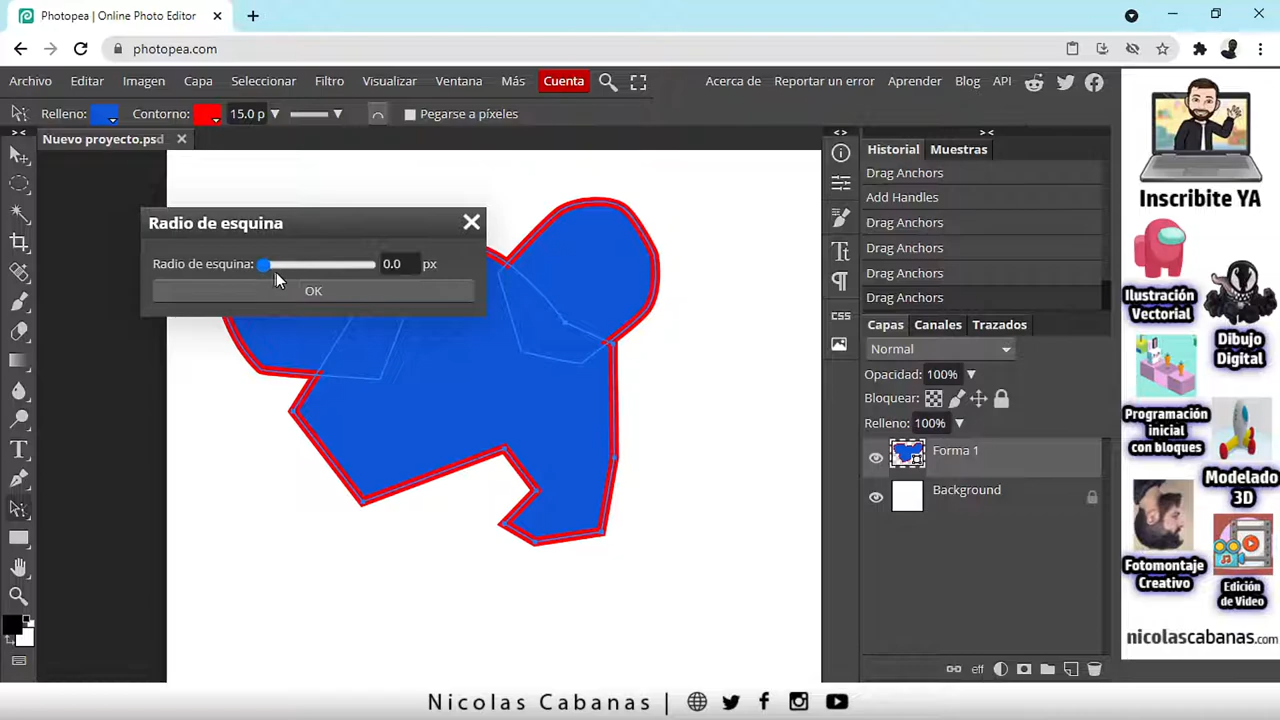 Photopea | Online Photo Editor
photopea.com
Archivo Editar Imagen Capa Seleccionar Filtro Visualizar Ventana Más Cuenta Acerca de Reportar un error Aprender Blog API
Relleno: Contorno: 15.0 p Pegarse a píxeles
Nuevo proyecto.psd
Radio de esquina
Radio de esquina: 0.0 px
OK
Historial Muestras
Drag Anchors
Add Handles
Drag Anchors
Drag Anchors
Drag Anchors
Drag Anchors
CSS
Capas Canales Trazados
Normal
Opacidad: 100%
Bloquear:
Relleno: 100%
Forma 1
Background
eff
Inscribite YA
Ilustración
Vectorial
Dibujo
Digital
Programación
inicial
con bloques
Modelado
3D
Fotomontaje
Creativo
Edición
de Video
nicolascabanas.com
Nicolas Cabanas |